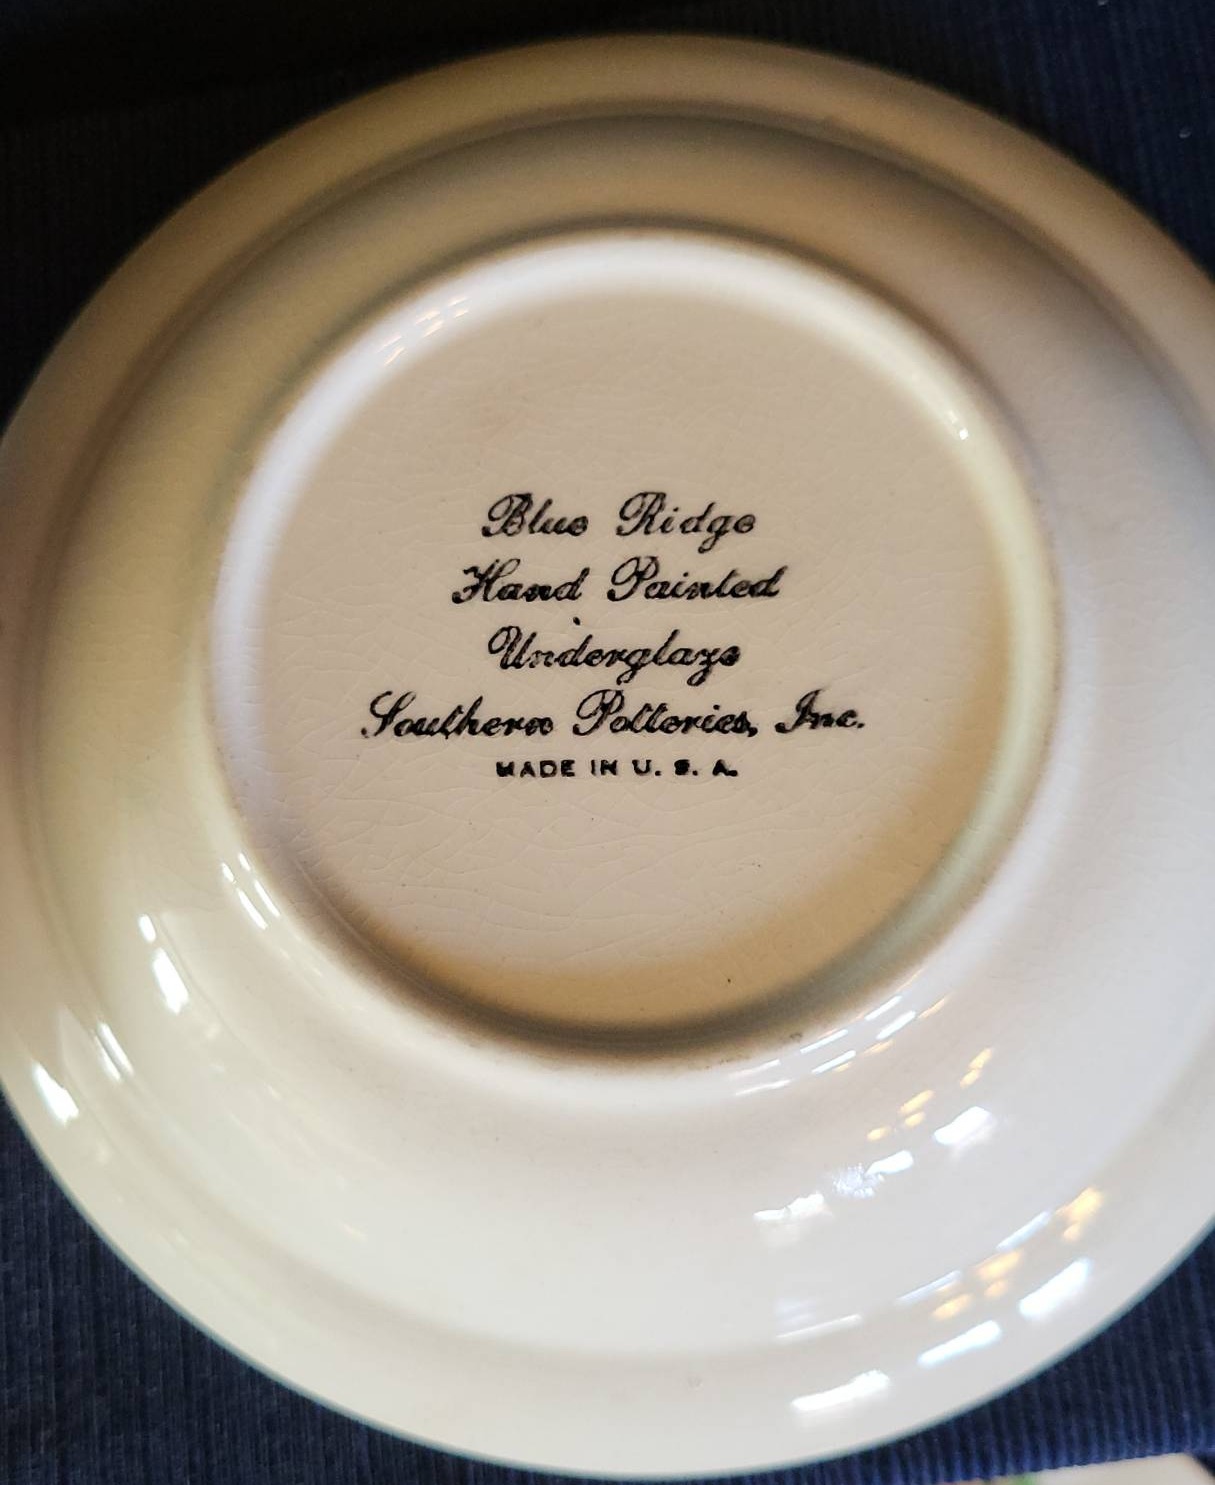 Blue Ridge
Hand Painted
Underglaze
Southern Potteries, Inc.
MADE IN U. S. A.